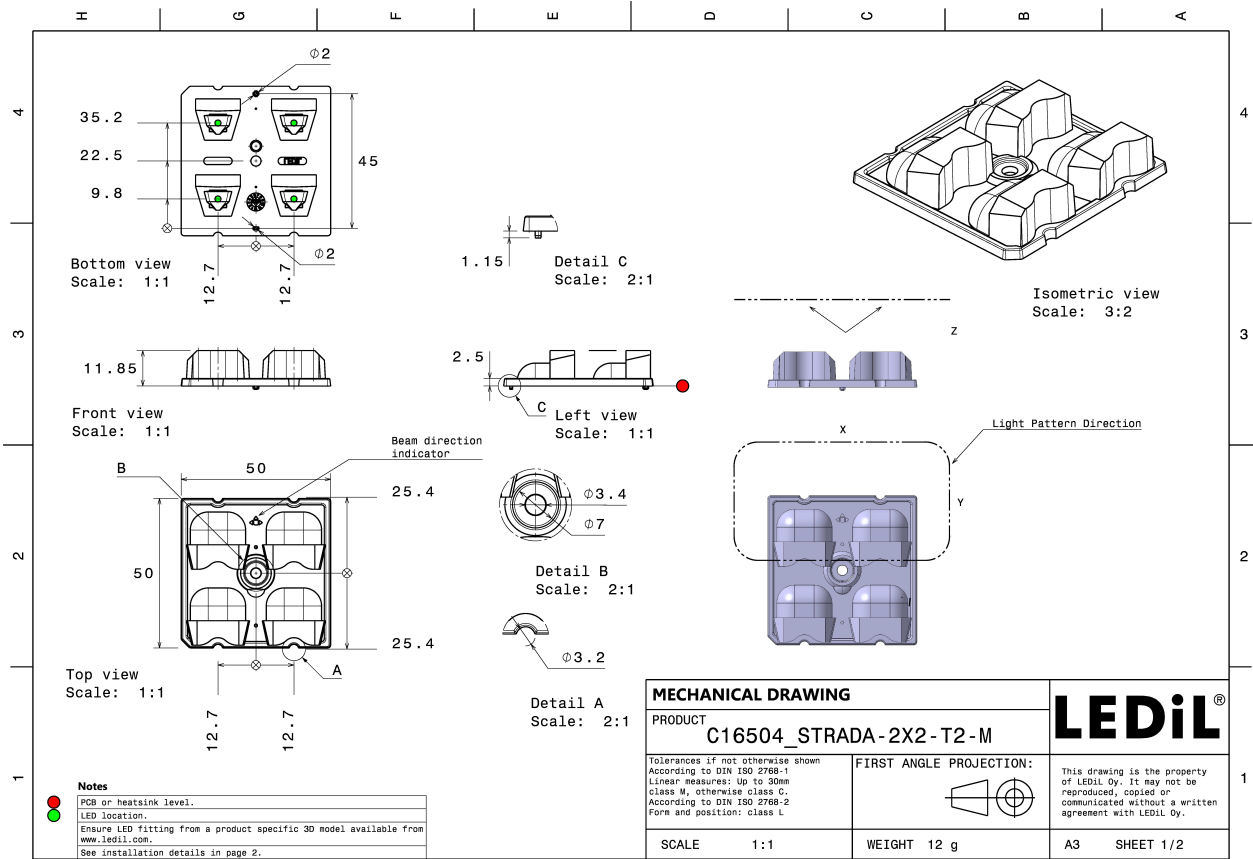 H G F E D C B A
4
4
Φ2
35.2
22.5
9.8
45
Φ2
12.7
12.7
Bottom view
Scale: 1:1
1.15
Detail C
Scale: 2:1
Isometric view
Scale: 3:2
3
3
Z
11.85
Front view
Scale: 1:1
2.5
C
Left view
Scale: 1:1
Light Pattern Direction
X
Y
Beam direction
indicator
B
50
25.4
50
25.4
A
Top view
Scale: 1:1
12.7
12.7
2
2
Φ3.4
Φ7
Detail B
Scale: 2:1
Φ3.2
Detail A
Scale: 2:1
1
1
Notes
PCB or heatsink level.
LED location.
Ensure LED fitting from a product specific 3D model available from
www.ledil.com.
See installation details in page 2.
MECHANICAL DRAWING
PRODUCT
C16504_STRADA-2X2-T2-M
LEDiL®
Tolerances if not otherwise shown
According to DIN ISO 2768-1
Linear measures: Up to 30mm
class M, otherwise class C.
According to DIN ISO 2768-2
Form and position: class L
FIRST ANGLE PROJECTION:
This drawing is the property
of LEDiL Oy. It may not be
reproduced, copied or
communicated without a written
agreement with LEDiL Oy.
SCALE 1:1
WEIGHT 12 g
A3 SHEET 1/2